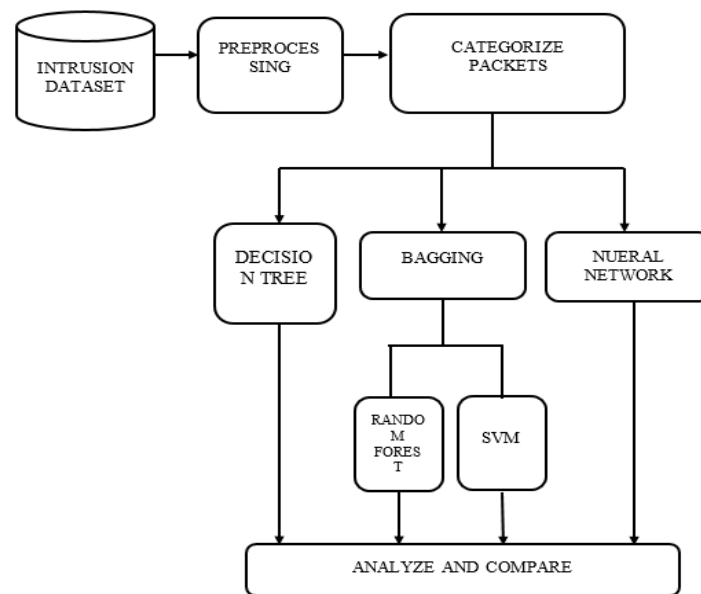 INTRUSION
DATASET
PREPROCES
SING
CATEGORIZE
PACKETS
DECISIO
N TREE
BAGGING
NUERAL
NETWORK
RANDO
M
FORES
T
SVM
ANALYZE AND COMPARE